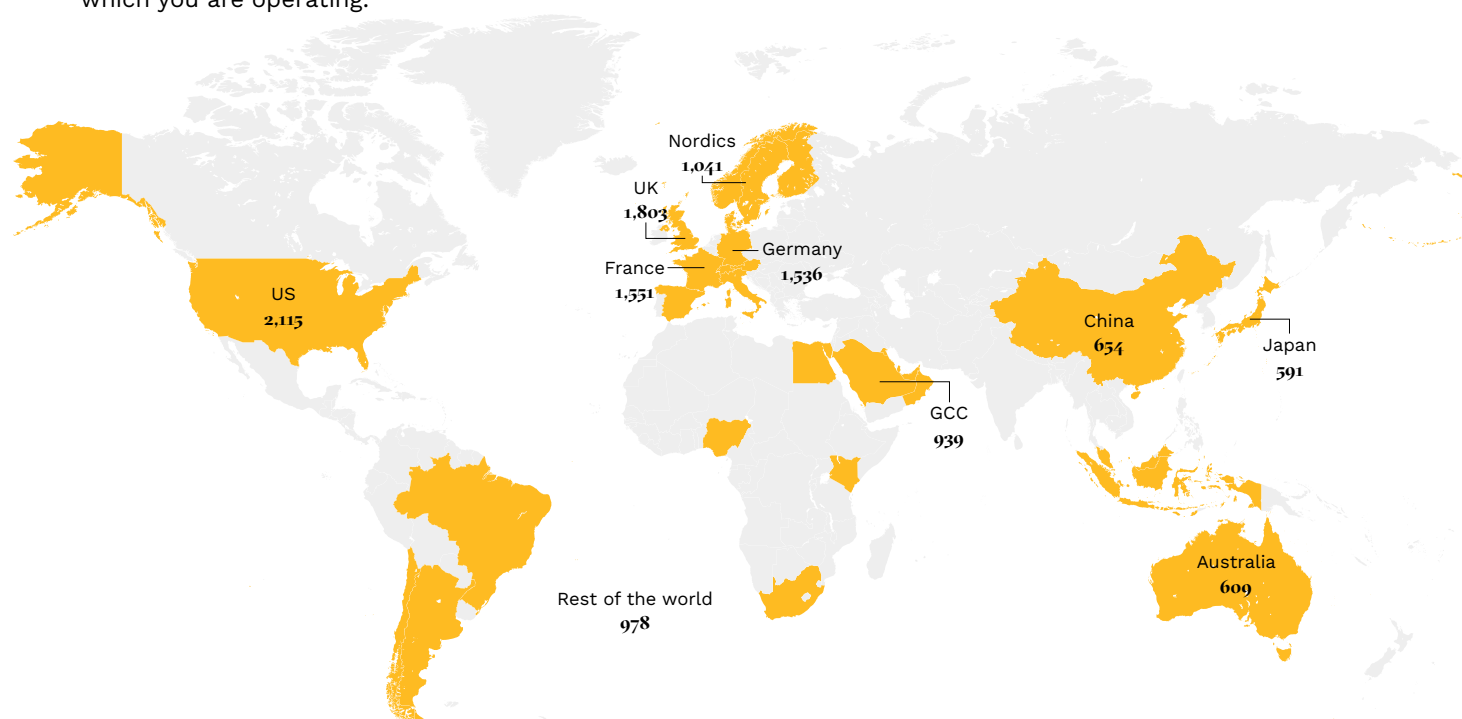 which you are operating.
Nordics
1,041
UK
1,803
Germany
1,536
France
1,551
US
2,115
China
654
Japan
591
GCC
939
Australia
609
Rest of the world
978